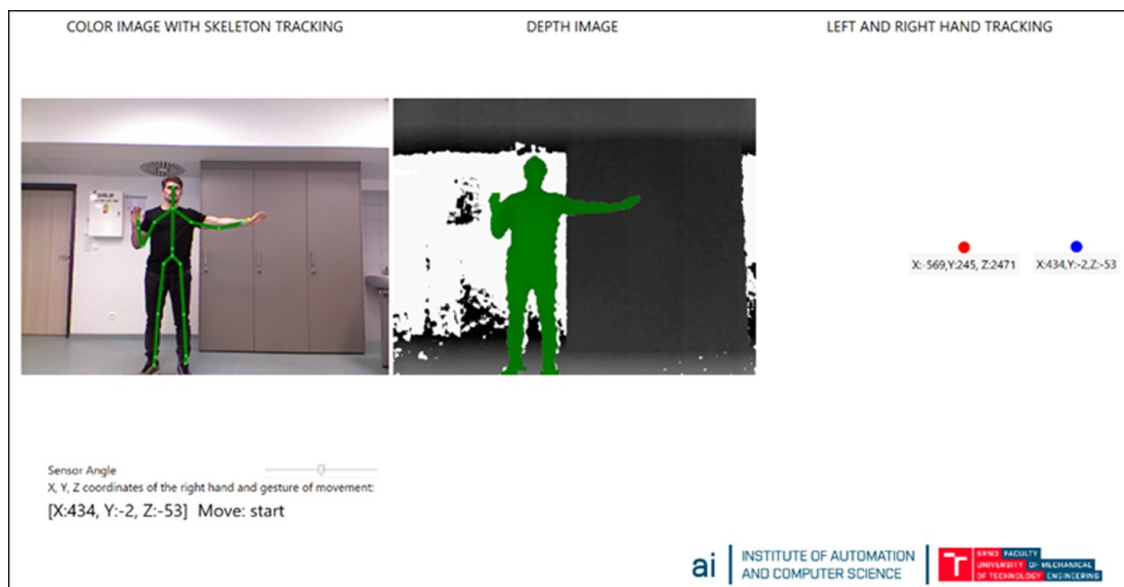 COLOR IMAGE WITH SKELETON TRACKING
DEPTH IMAGE
LEFT AND RIGHT HAND TRACKING
X:-569,Y:245, Z:2471
X:434,Y:-2,Z:-53
Sensor Angle
X, Y, Z coordinates of the right hand and gesture of movement:
[X:434, Y:-2, Z:-53] Move: start
ai
INSTITUTE OF AUTOMATION
AND COMPUTER SCIENCE
BRNO FACULTY
UNIVERSITY OF MECHANICAL
OF TECHNOLOGY ENGINEERING